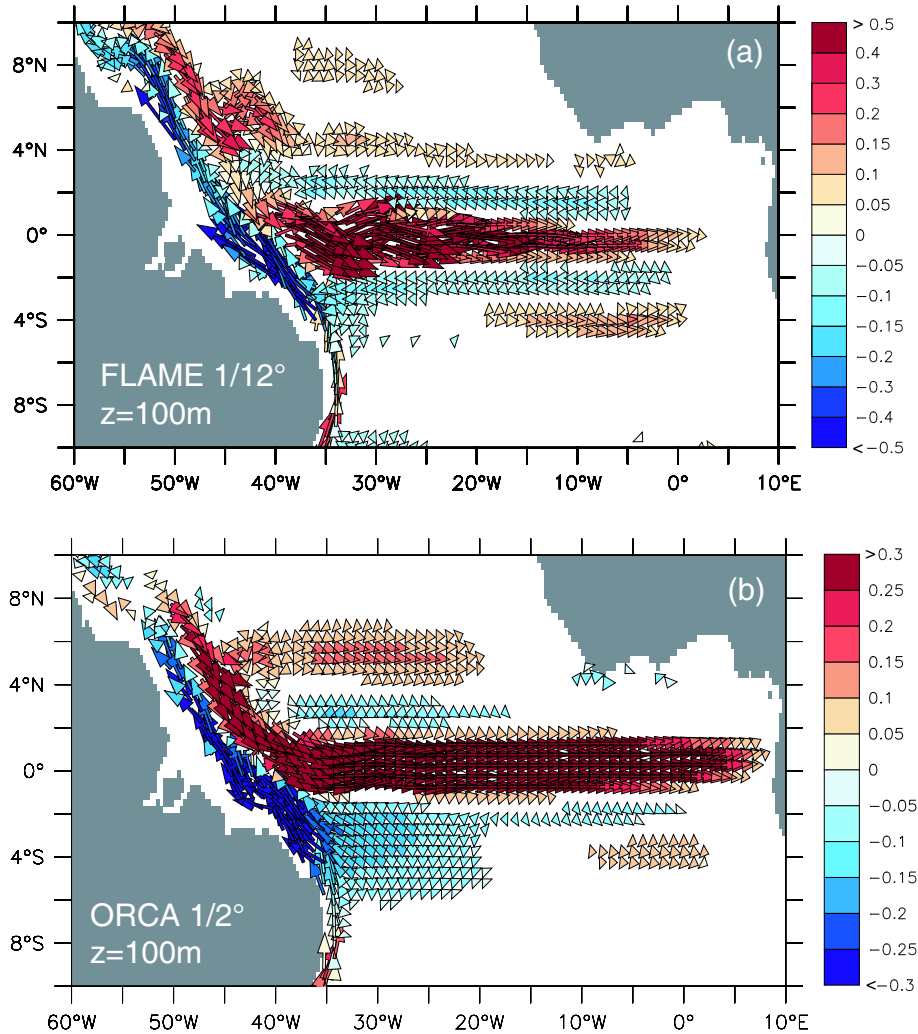 (a)
8°N
4°N
0°
4°S
8°S
FLAME 1/12°
z=100m
60°W 50°W 40°W 30°W 20°W 10°W 0° 10°E
> 0.5
0.4
0.3
0.2
0.15
0.1
0.05
0
−0.05
−0.1
−0.15
−0.2
−0.3
−0.4
<−0.5
(b)
8°N
4°N
0°
4°S
8°S
ORCA 1/2°
z=100m
60°W 50°W 40°W 30°W 20°W 10°W 0° 10°E
>0.3
0.25
0.2
0.15
0.1
0.05
0
−0.05
−0.1
−0.15
−0.2
−0.25
<−0.3